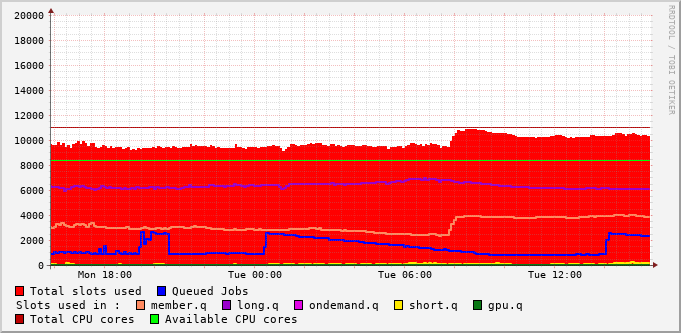 20000
18000
16000
14000
12000
10000
8000
6000
4000
2000
0
Mon 18:00 Tue 00:00 Tue 06:00 Tue 12:00
RRDTOOL / TOBI OETIKER
Total slots used Queued Jobs
Slots used in : member.q long.q ondemand.q short.q gpu.q
Total CPU cores Available CPU cores